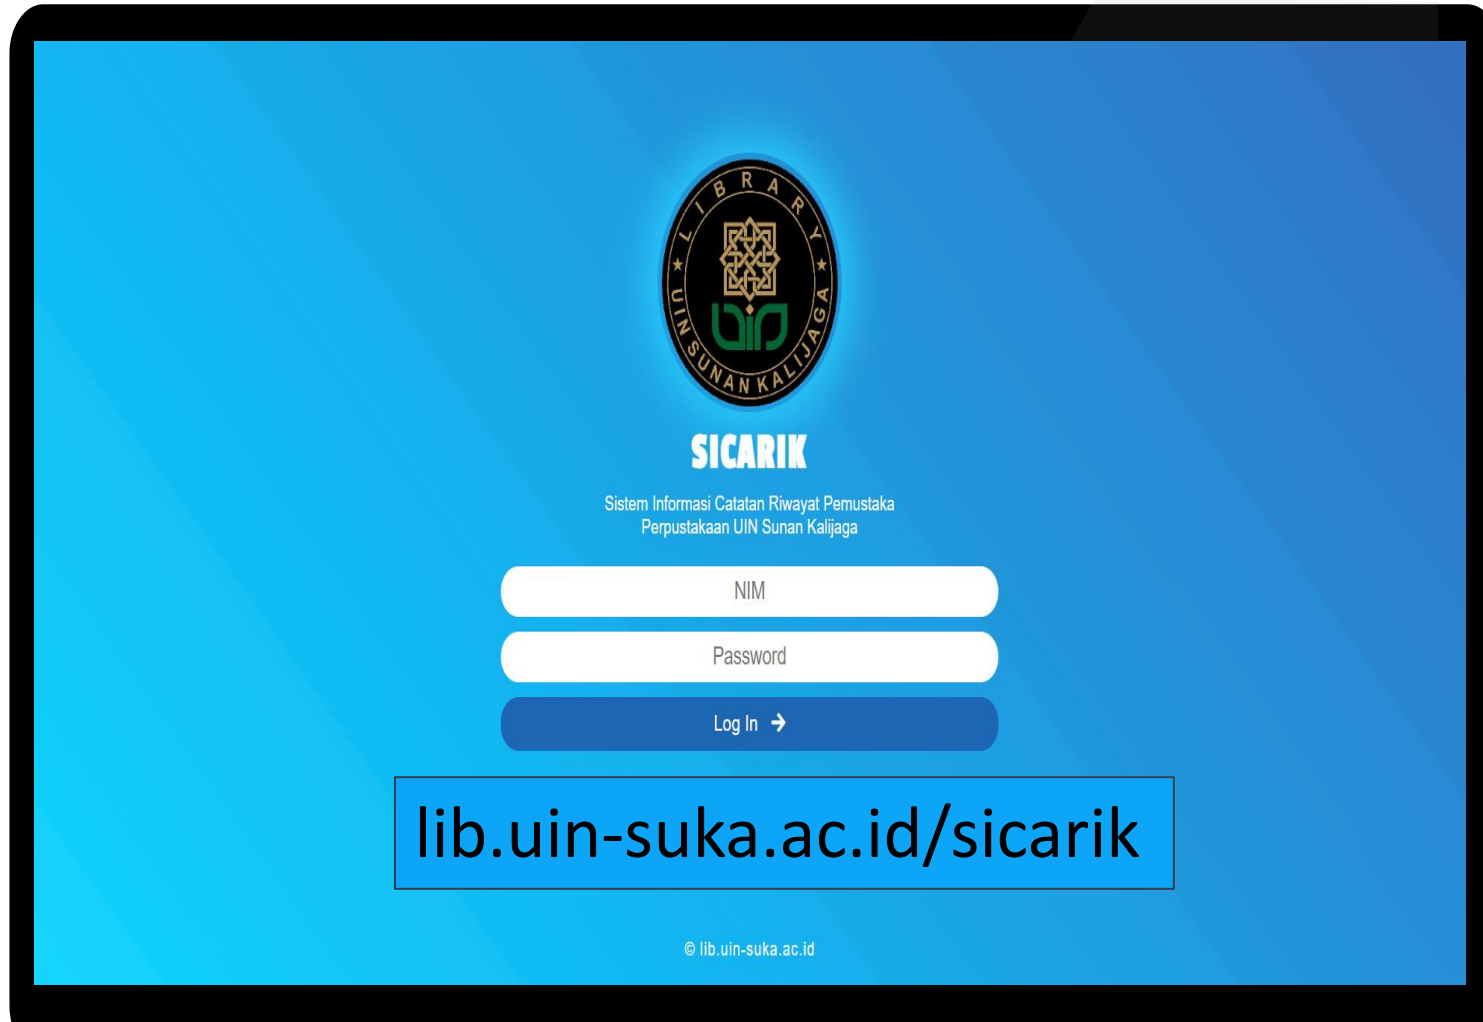 ★ LIBRARY ★
UIN SUNAN KALIJAGA
uin
SICARIK
Sistem Informasi Catatan Riwayat Pemustaka
Perpustakaan UIN Sunan Kalijaga
NIM
Password
Log In →
lib.uin-suka.ac.id/sicarik
© lib.uin-suka.ac.id